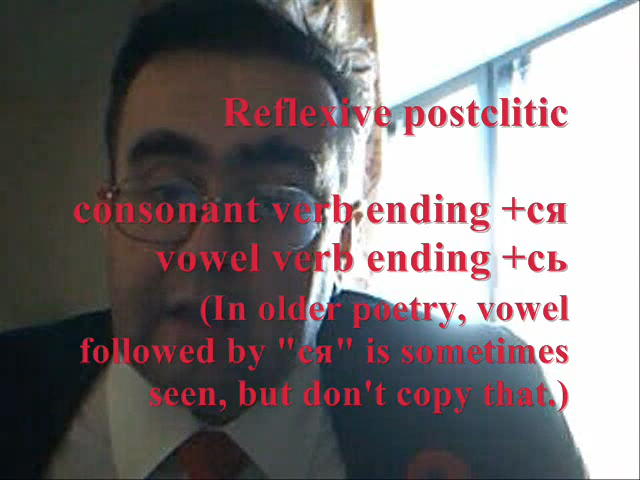 Reflexive postclitic
consonant verb ending +ся
vowel verb ending +сь
(In older poetry, vowel
followed by "ся" is sometimes
seen, but don't copy that.)